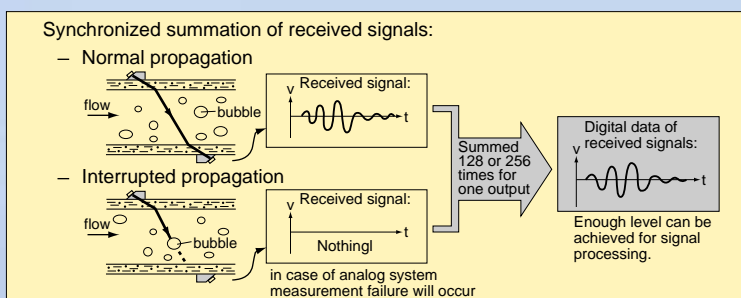 Synchronized summation of received signals:
– Normal propagation
flow
bubble
Received signal:
v
t
– Interrupted propagation
flow
bubble
Received signal:
v
t
Nothingl
in case of analog system
measurement failure will occur
Summed
128 or 256
times for
one output
Digital data of
received signals:
v
t
Enough level can be
achieved for signal
processing.